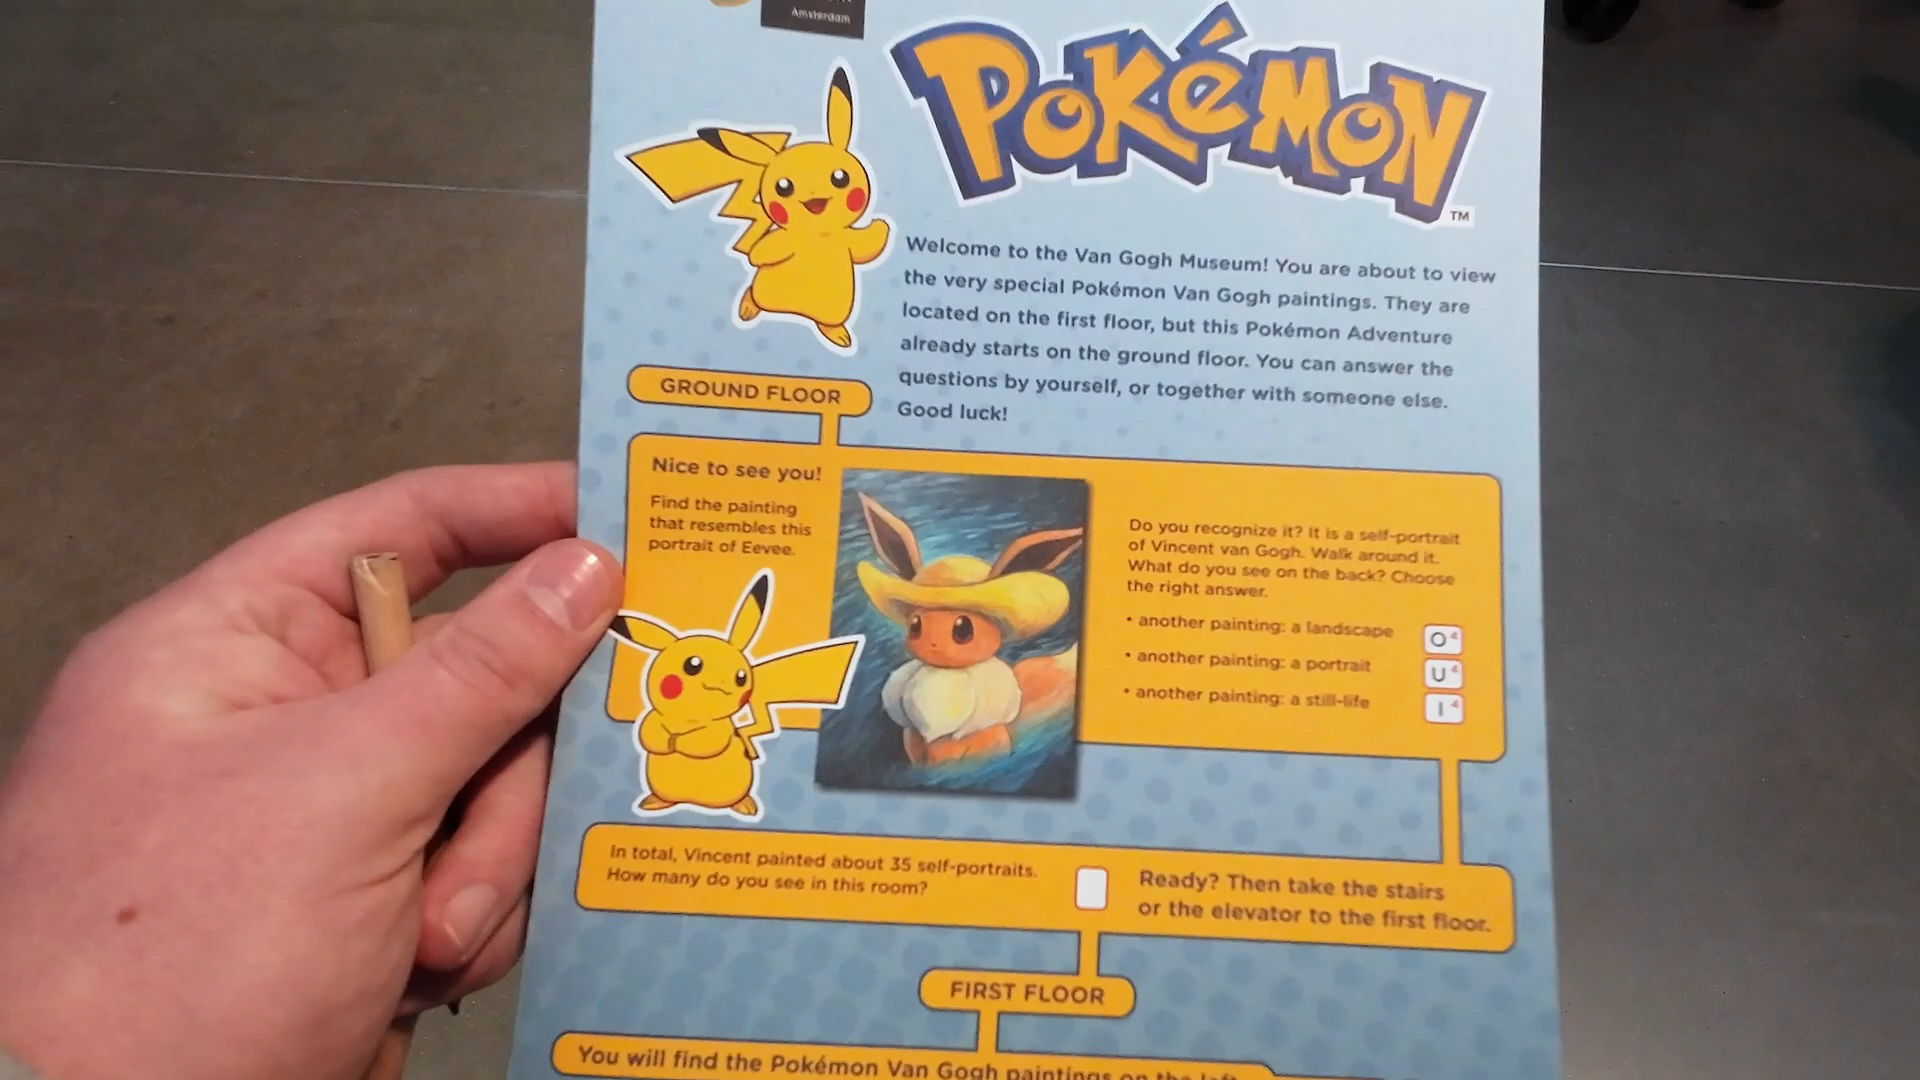 Amsterdam
POKéMON
TM
Welcome to the Van Gogh Museum! You are about to view
the very special Pokémon Van Gogh paintings. They are
located on the first floor, but this Pokémon Adventure
already starts on the ground floor. You can answer the
questions by yourself, or together with someone else.
Good luck!
GROUND FLOOR
Nice to see you!
Find the painting
that resembles this
portrait of Eevee.
Do you recognize it? It is a self-portrait
of Vincent van Gogh. Walk around it.
What do you see on the back? Choose
the right answer.
• another painting: a landscape O 4
• another painting: a portrait U 4
• another painting: a still-life I 4
In total, Vincent painted about 35 self-portraits.
How many do you see in this room?
Ready? Then take the stairs
or the elevator to the first floor.
FIRST FLOOR
You will find the Pokémon Van Gogh paintings on the left